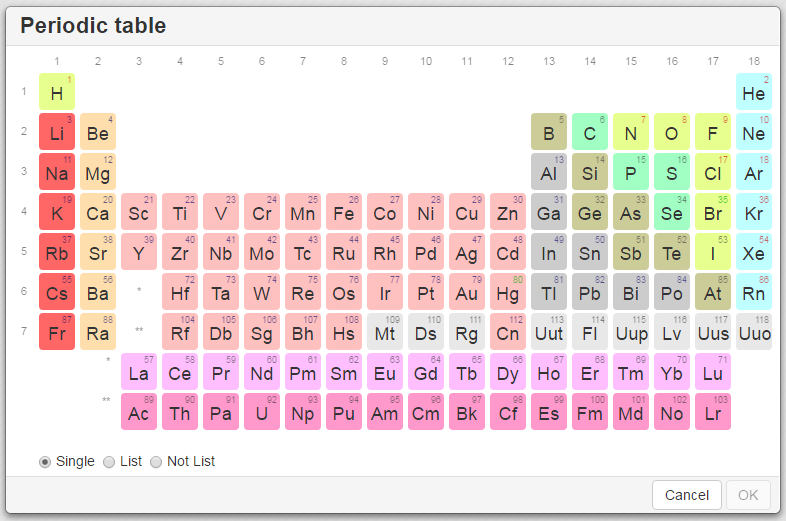 Periodic table
1 2 3 4 5 6 7 8 9 10 11 12 13 14 15 16 17 18
1 1 H 2 He
2 3 Li 4 Be 5 B 6 C 7 N 8 O 9 F 10 Ne
3 11 Na 12 Mg 13 Al 14 Si 15 P 16 S 17 Cl 18 Ar
4 19 K 20 Ca 21 Sc 22 Ti 23 V 24 Cr 25 Mn 26 Fe 27 Co 28 Ni 29 Cu 30 Zn 31 Ga 32 Ge 33 As 34 Se 35 Br 36 Kr
5 37 Rb 38 Sr 39 Y 40 Zr 41 Nb 42 Mo 43 Tc 44 Ru 45 Rh 46 Pd 47 Ag 48 Cd 49 In 50 Sn 51 Sb 52 Te 53 I 54 Xe
6 55 Cs 56 Ba * 72 Hf 73 Ta 74 W 75 Re 76 Os 77 Ir 78 Pt 79 Au 80 Hg 81 Tl 82 Pb 83 Bi 84 Po 85 At 86 Rn
7 87 Fr 88 Ra ** 104 Rf 105 Db 106 Sg 107 Bh 108 Hs 109 Mt 110 Ds 111 Rg 112 Cn 113 Uut 114 Fl 115 Uup 116 Lv 117 Uus 118 Uuo
* 57 La 58 Ce 59 Pr 60 Nd 61 Pm 62 Sm 63 Eu 64 Gd 65 Tb 66 Dy 67 Ho 68 Er 69 Tm 70 Yb 71 Lu
** 89 Ac 90 Th 91 Pa 92 U 93 Np 94 Pu 95 Am 96 Cm 97 Bk 98 Cf 99 Es 100 Fm 101 Md 102 No 103 Lr
Single List Not List
Cancel OK